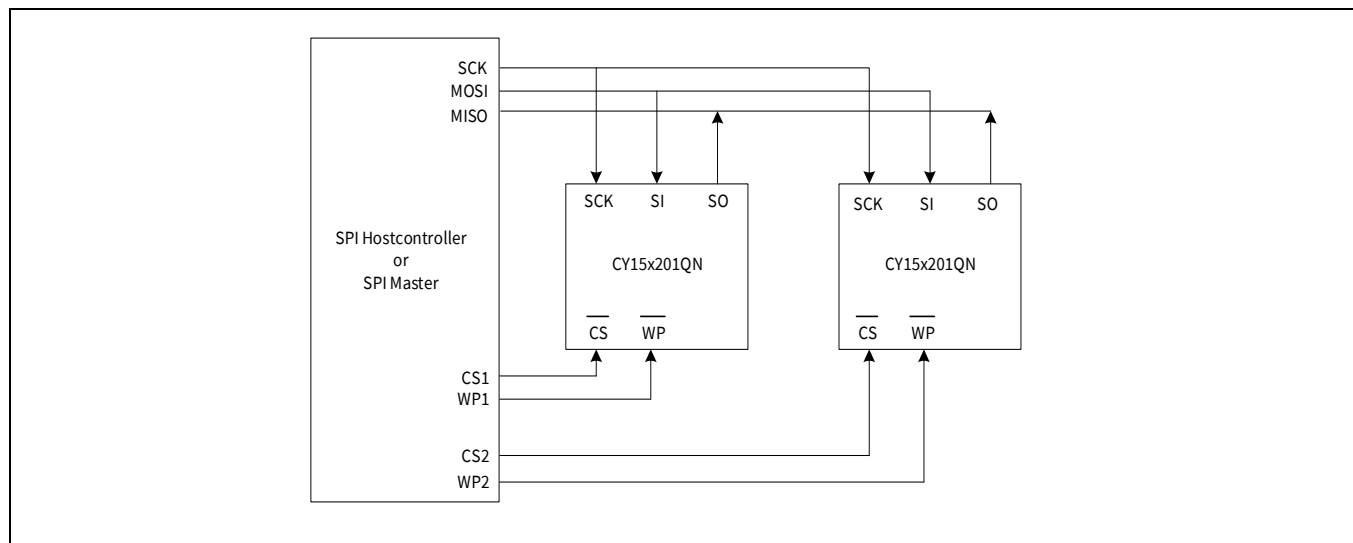 SCK
MOSI
MISO
SPI Hostcontroller
or
SPI Master
CS1
WP1
CS2
WP2
SCK SI SO
CY15x201QN
CS WP
SCK SI SO
CY15x201QN
CS WP